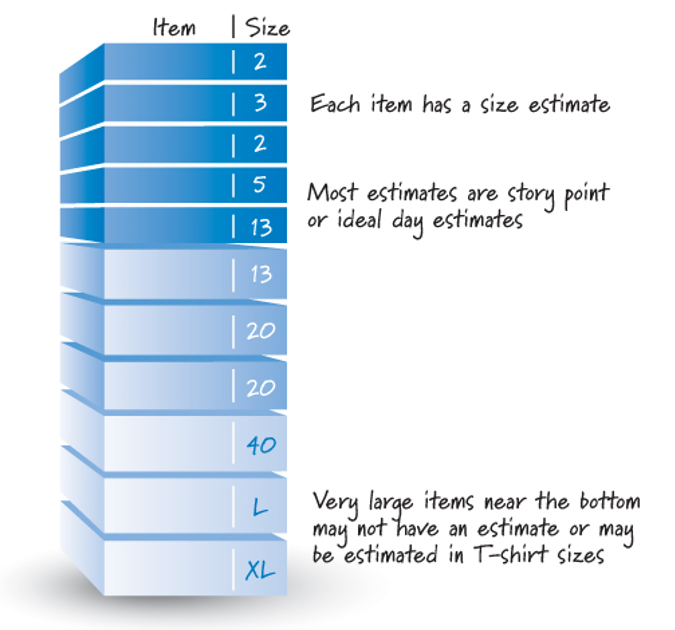 Item | Size
2
3
Each item has a size estimate
2
5
Most estimates are story point
or ideal day estimates
13
13
20
20
40
L
Very large items near the bottom
may not have an estimate or may
be estimated in T-shirt sizes
XL